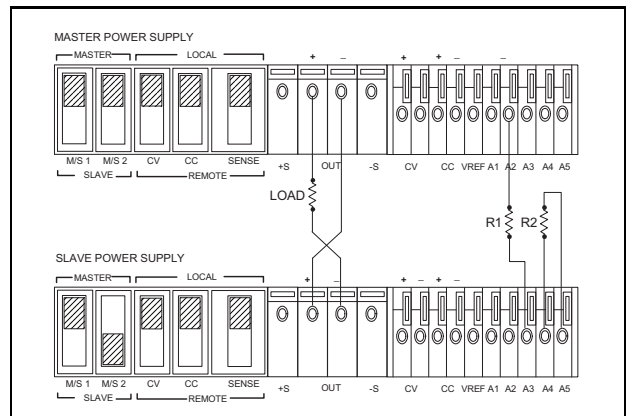 MASTER POWER SUPPLY
MASTER LOCAL + − + + − −
M/S 1 M/S 2 CV CC SENSE +S OUT -S CV CC VREF A1 A2 A3 A4 A5
SLAVE REMOTE
LOAD R1 R2
SLAVE POWER SUPPLY
MASTER LOCAL + − + − + −
M/S 1 M/S 2 CV CC SENSE +S OUT -S CV CC VREF A1 A2 A3 A4 A5
SLAVE REMOTE